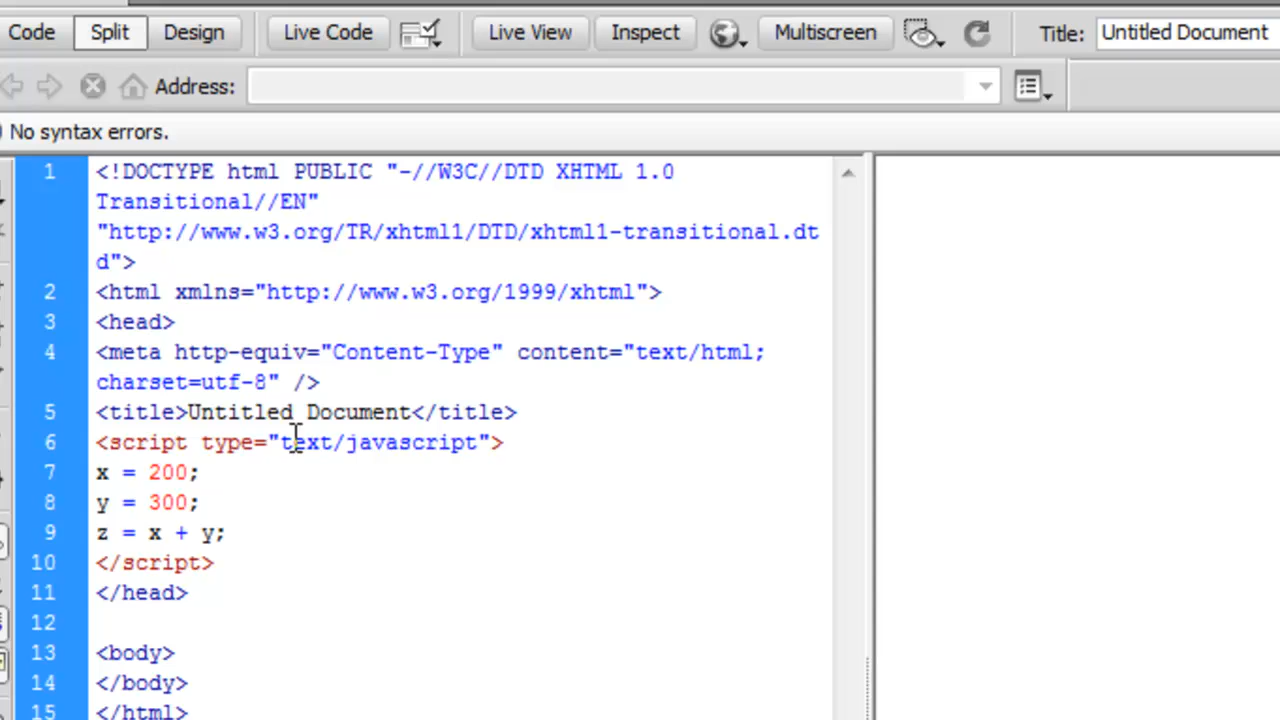 Code Split Design Live Code Live View Inspect Multiscreen Title: Untitled Document
Address:
No syntax errors.
1 <!DOCTYPE html PUBLIC "-//W3C//DTD XHTML 1.0
Transitional//EN"
"http://www.w3.org/TR/xhtml1/DTD/xhtml1-transitional.dt
d">
2 <html xmlns="http://www.w3.org/1999/xhtml">
3 <head>
4 <meta http-equiv="Content-Type" content="text/html;
charset=utf-8" />
5 <title>Untitled Document</title>
6 <script type="text/javascript">
7 x = 200;
8 y = 300;
9 z = x + y;
10 </script>
11 </head>
12
13 <body>
14 </body>
15 </html>